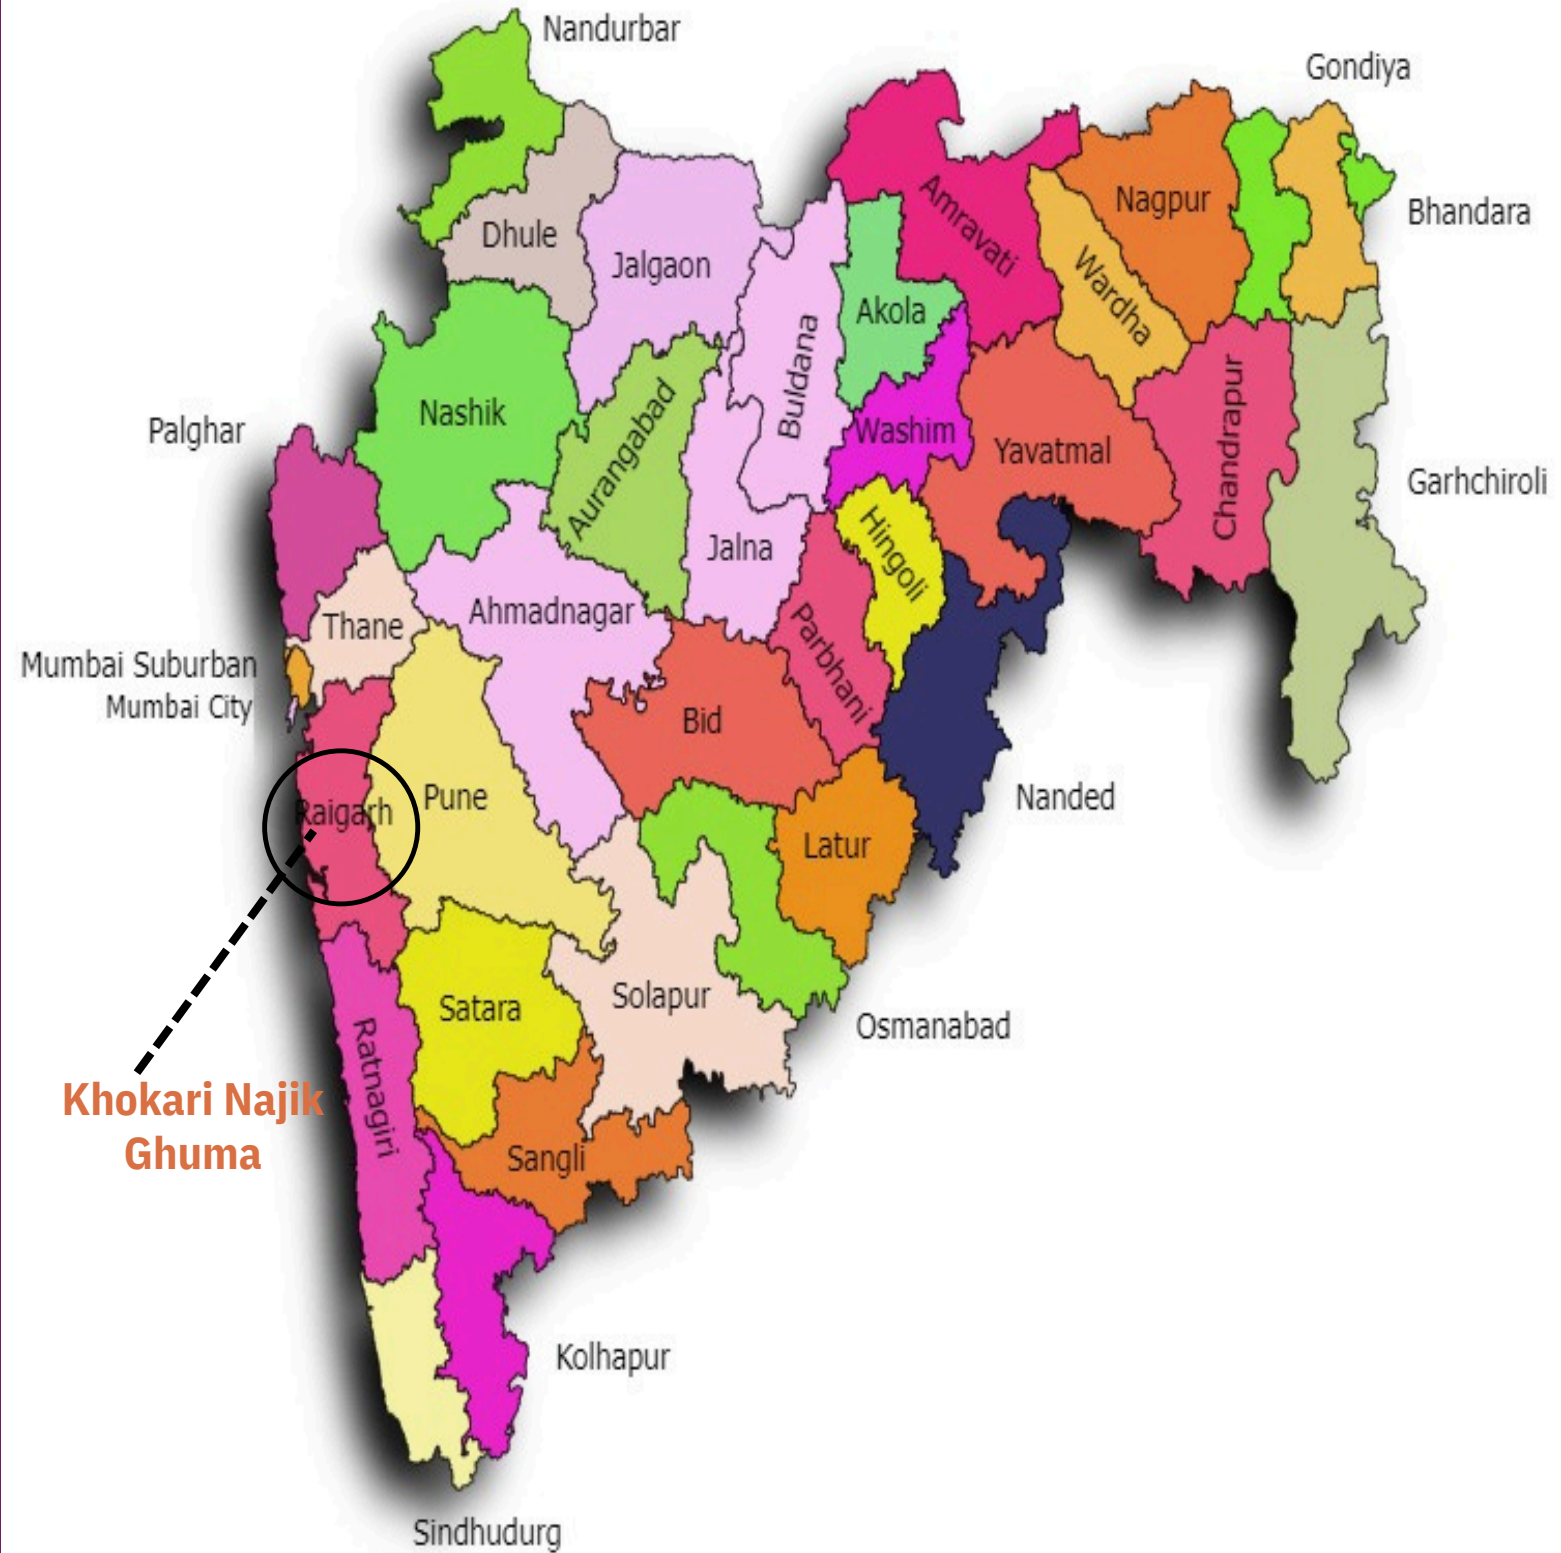 Nandurbar
Gondiya
Dhule
Jalgaon
Amravati
Nagpur
Bhandara
Akola
Wardha
Buldana
Nashik
Aurangabad
Washim
Yavatmal
Chandrapur
Palghar
Garhchiroli
Jalna
Hingoli
Thane
Ahmadnagar
Parbhani
Mumbai Suburban
Mumbai City
Bid
Raigarh
Pune
Nanded
Latur
Satara
Solapur
Osmanabad
Ratnagiri
Khokari Najik
Ghuma
Sangli
Kolhapur
Sindhudurg